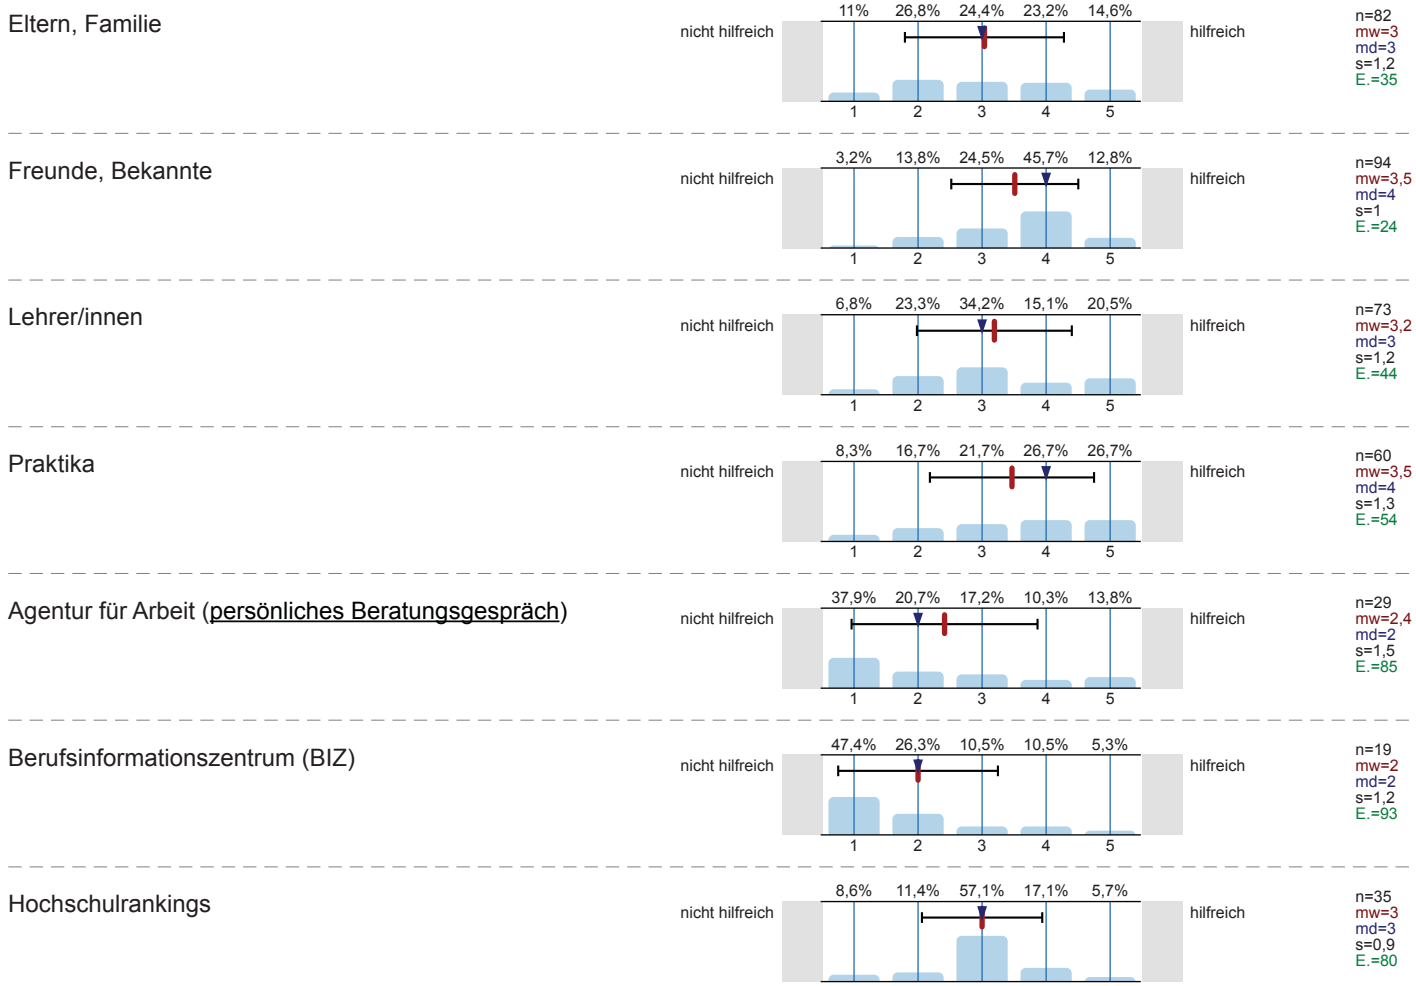 Eltern, Familie
11% 26,8% 24,4% 23,2% 14,6%
nicht hilfreich hilfreich
1 2 3 4 5
n=82
mw=3
md=3
s=1,2
E.=35
Freunde, Bekannte
3,2% 13,8% 24,5% 45,7% 12,8%
nicht hilfreich hilfreich
1 2 3 4 5
n=94
mw=3,5
md=4
s=1
E.=24
Lehrer/innen
6,8% 23,3% 34,2% 15,1% 20,5%
nicht hilfreich hilfreich
1 2 3 4 5
n=73
mw=3,2
md=3
s=1,2
E.=44
Praktika
8,3% 16,7% 21,7% 26,7% 26,7%
nicht hilfreich hilfreich
1 2 3 4 5
n=60
mw=3,5
md=4
s=1,3
E.=54
Agentur für Arbeit (persönliches Beratungsgespräch)
37,9% 20,7% 17,2% 10,3% 13,8%
nicht hilfreich hilfreich
1 2 3 4 5
n=29
mw=2,4
md=2
s=1,5
E.=85
Berufsinformationszentrum (BIZ)
47,4% 26,3% 10,5% 10,5% 5,3%
nicht hilfreich hilfreich
1 2 3 4 5
n=19
mw=2
md=2
s=1,2
E.=93
Hochschulrankings
8,6% 11,4% 57,1% 17,1% 5,7%
nicht hilfreich hilfreich
n=35
mw=3
md=3
s=0,9
E.=80